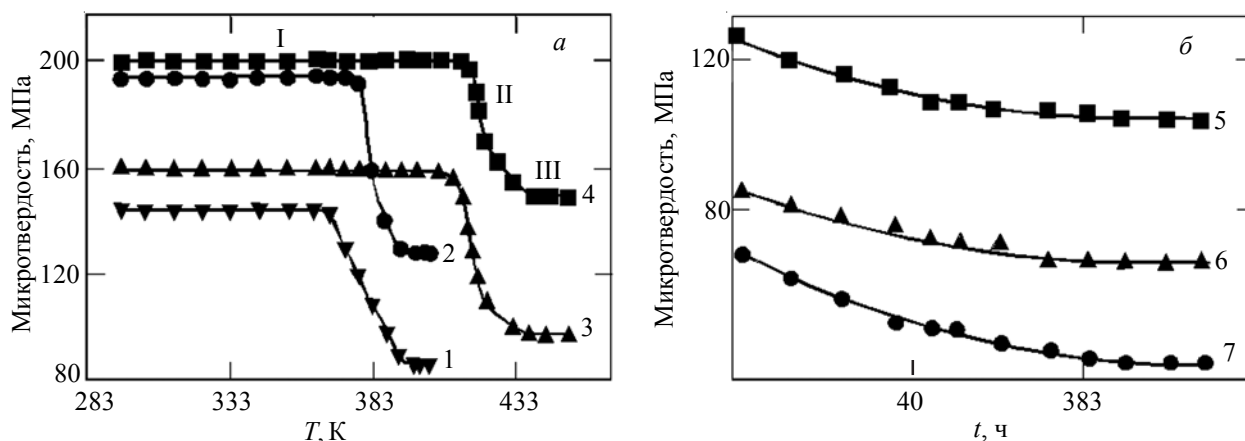 Микротвердость, МПа
200
160
120
80
I
II
III
а
4
2
3
1
283
333
383
433
T, К
Микротвердость, МПа
120
80
б
5
6
7
40
383
t, ч